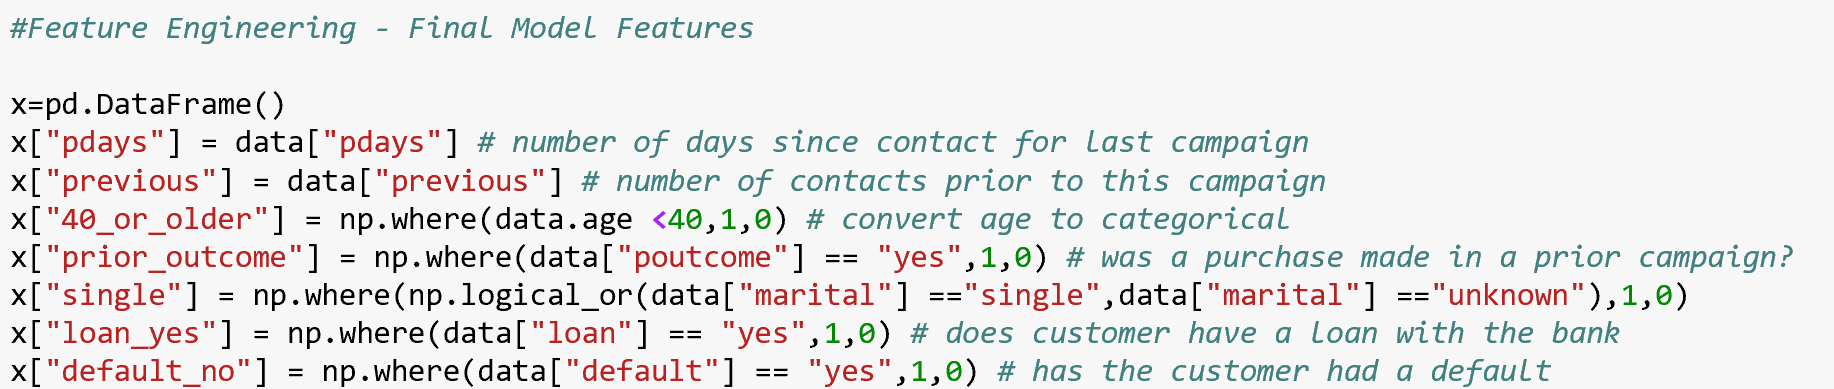 #Feature Engineering - Final Model Features
x=pd.DataFrame()
x["pdays"] = data["pdays"] # number of days since contact for last campaign
x["previous"] = data["previous"] # number of contacts prior to this campaign
x["40_or_older"] = np.where(data.age <40,1,0) # convert age to categorical
x["prior_outcome"] = np.where(data["poutcome"] == "yes",1,0) # was a purchase made in a prior campaign?
x["single"] = np.where(np.logical_or(data["marital"] =="single",data["marital"] =="unknown"),1,0)
x["loan_yes"] = np.where(data["loan"] == "yes",1,0) # does customer have a loan with the bank
x["default_no"] = np.where(data["default"] == "yes",1,0) # has the customer had a default